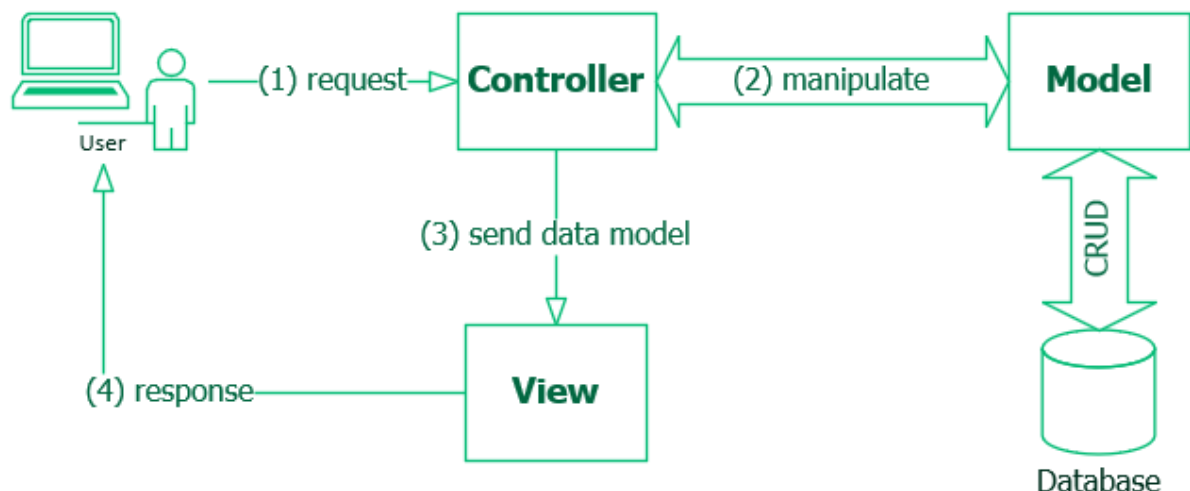 (1) request
Controller
(2) manipulate
Model
User
CRUD
(3) send data model
(4) response
View
Database